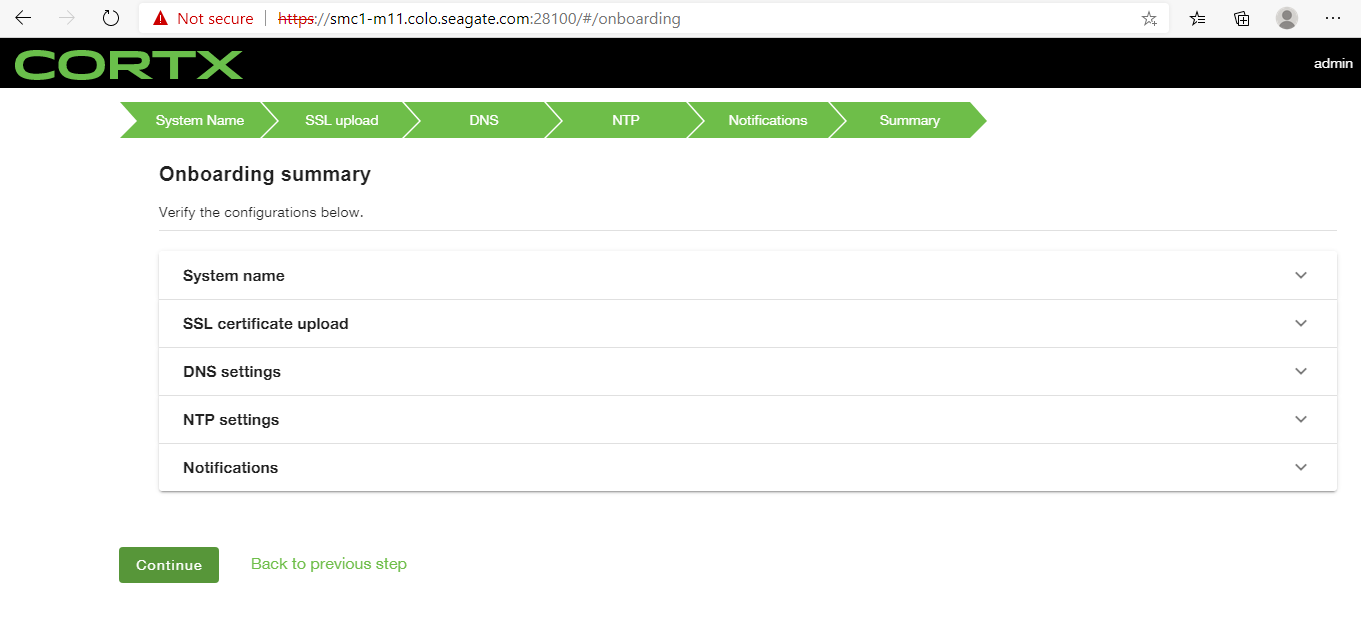 Not secure https://smc1-m11.colo.seagate.com:28100/#/onboarding
CORTX
admin
System Name SSL upload DNS NTP Notifications Summary
Onboarding summary
Verify the configurations below.
System name
SSL certificate upload
DNS settings
NTP settings
Notifications
Continue Back to previous step